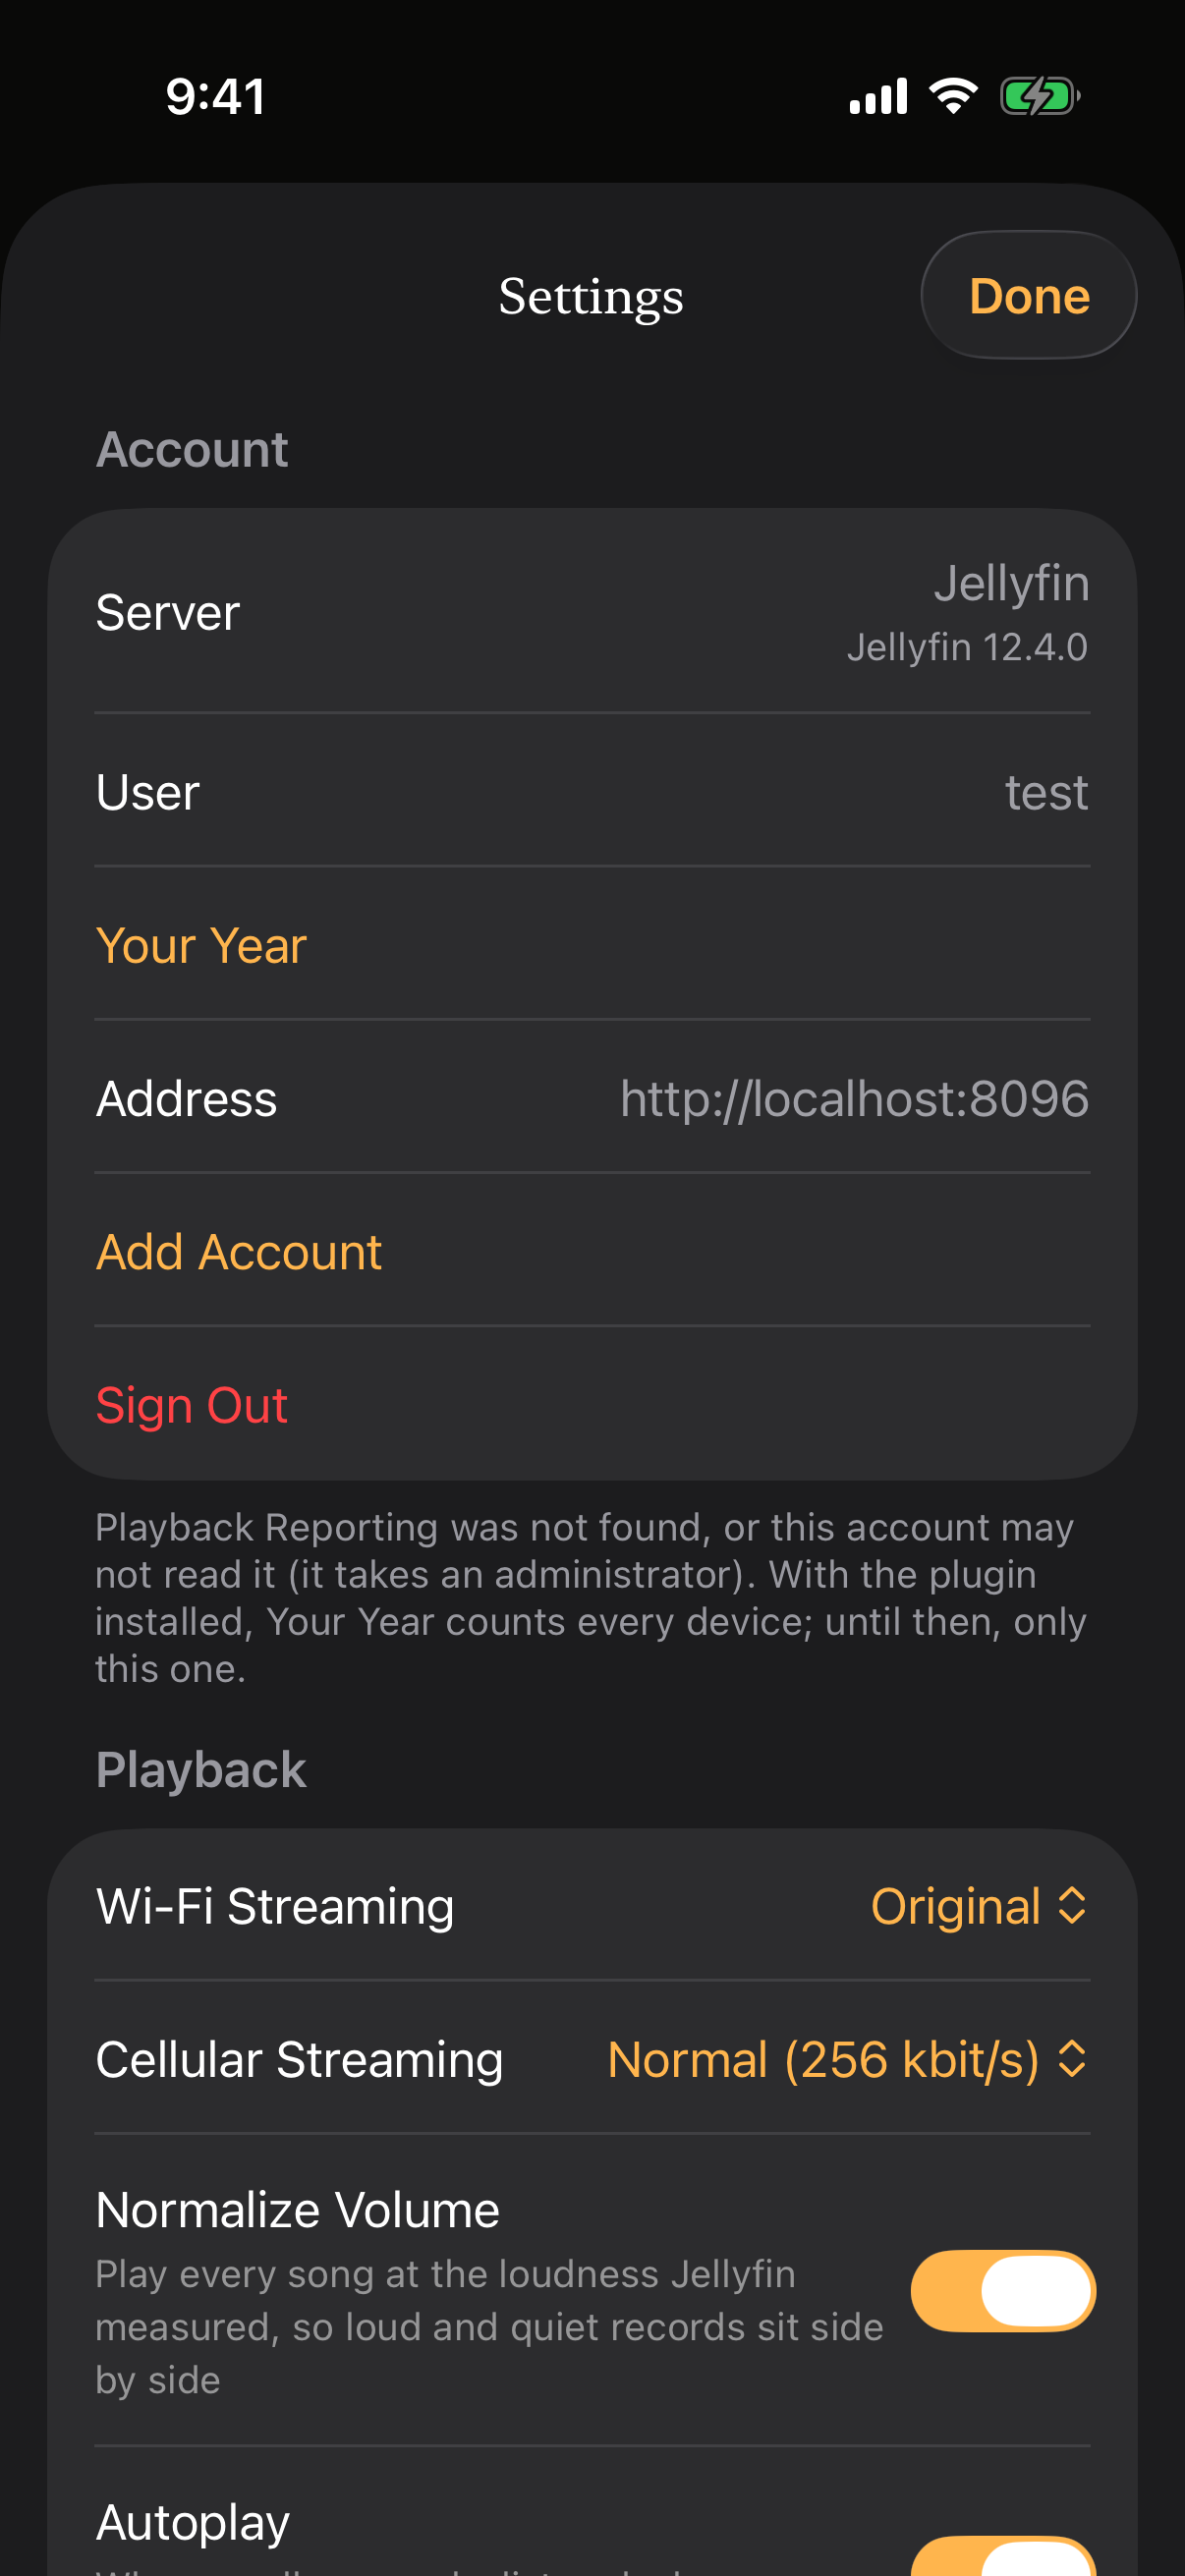 9:41
Settings
Done
Account
Server
Jellyfin
Jellyfin 12.4.0
User
test
Your Year
Address
http://localhost:8096
Add Account
Sign Out
Playback Reporting was not found, or this account may
not read it (it takes an administrator). With the plugin
installed, Your Year counts every device; until then, only
this one.
Playback
Wi-Fi Streaming
Original
Cellular Streaming
Normal (256 kbit/s)
Normalize Volume
Play every song at the loudness Jellyfin
measured, so loud and quiet records sit side
by side
Autoplay